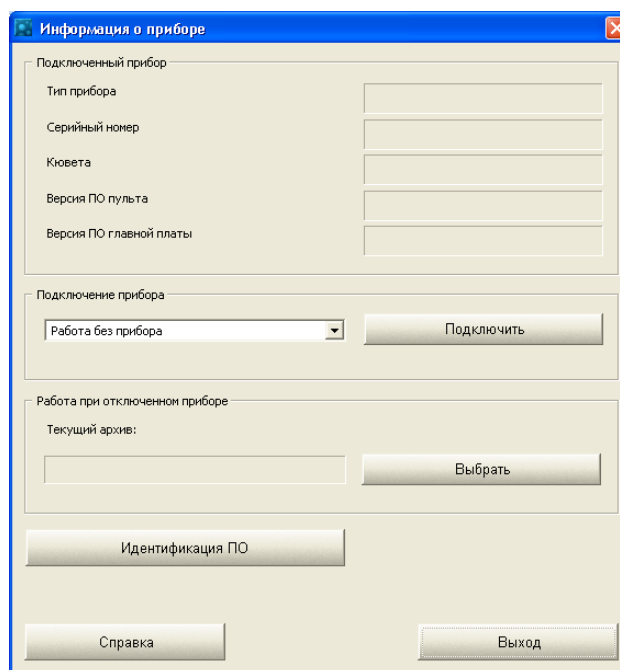 Информация о приборе
Подключенный прибор
Тип прибора
Серийный номер
Кювета
Версия ПО пульта
Версия ПО главной платы
Подключение прибора
Работа без прибора
Подключить
Работа при отключенном приборе
Текущий архив:
Выбрать
Идентификация ПО
Справка
Выход